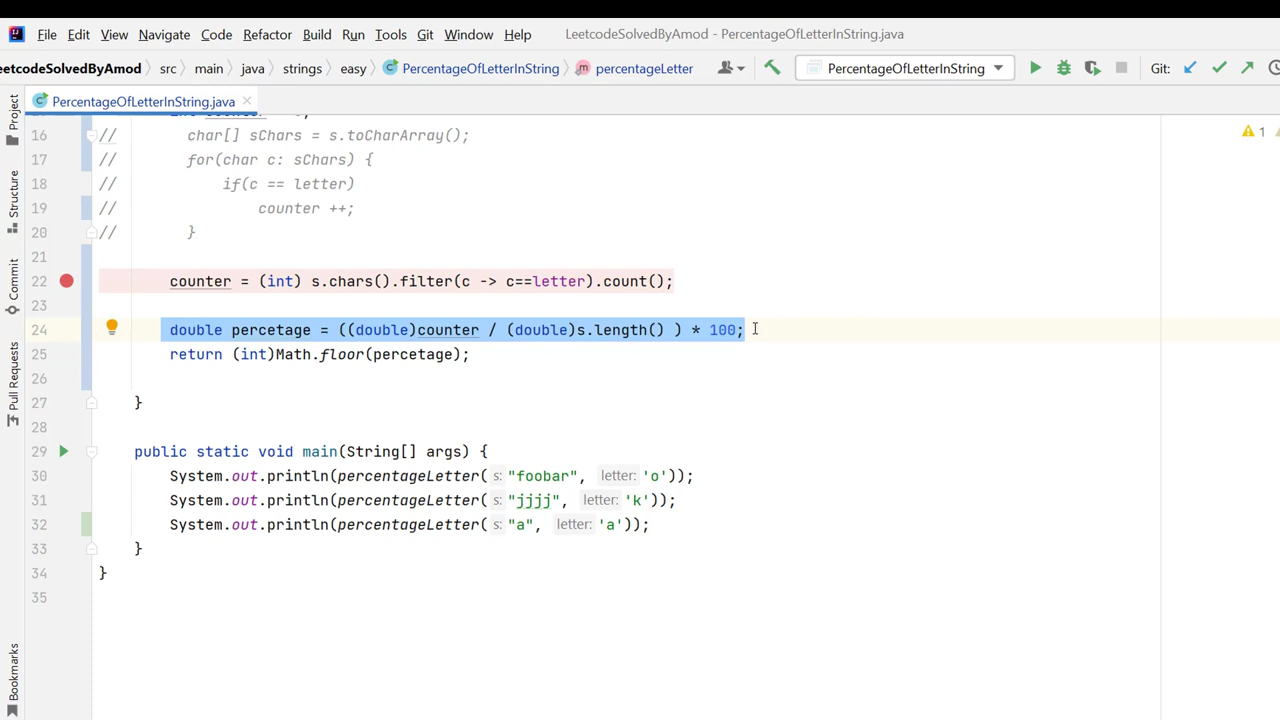 File Edit View Navigate Code Refactor Build Run Tools Git Window Help LeetcodeSolvedByAmod - PercentageOfLetterInString.java
eetcodeSolvedByAmod src main java strings easy PercentageOfLetterInString percentageLetter PercentageOfLetterInString Git:
PercentageOfLetterInString.java
Project
Structure
Commit
Pull Requests
Bookmarks
1
16 // char[] sChars = s.toCharArray();
17 // for(char c: sChars) {
18 // if(c == letter)
19 // counter ++;
20 // }
21
22 counter = (int) s.chars().filter(c -> c==letter).count();
23
24 double percetage = ((double)counter / (double)s.length() ) * 100;
25 return (int)Math.floor(percetage);
26
27 }
28
29 public static void main(String[] args) {
30 System.out.println(percentageLetter( s: "foobar", letter: 'o'));
31 System.out.println(percentageLetter( s: "jjjj", letter: 'k'));
32 System.out.println(percentageLetter( s: "a", letter: 'a'));
33 }
34 }
35